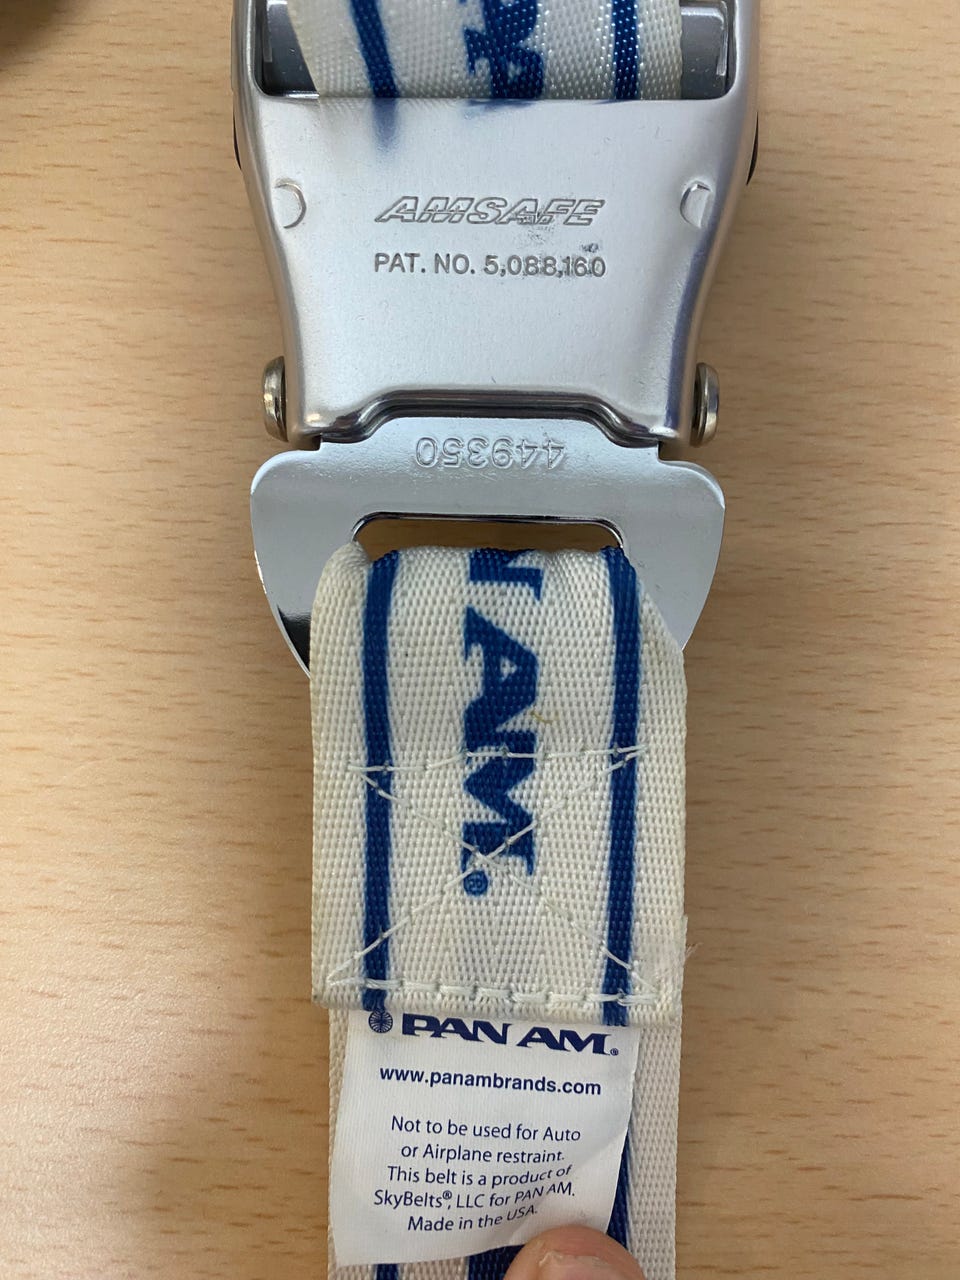 PA
AMSAFE
PAT. NO. 5,088,160
449350
N AM®
PAN AM®
www.panambrands.com
Not to be used for Auto
or Airplane restraint.
This belt is a product of
SkyBelts®, LLC for PAN AM.
Made in the USA.